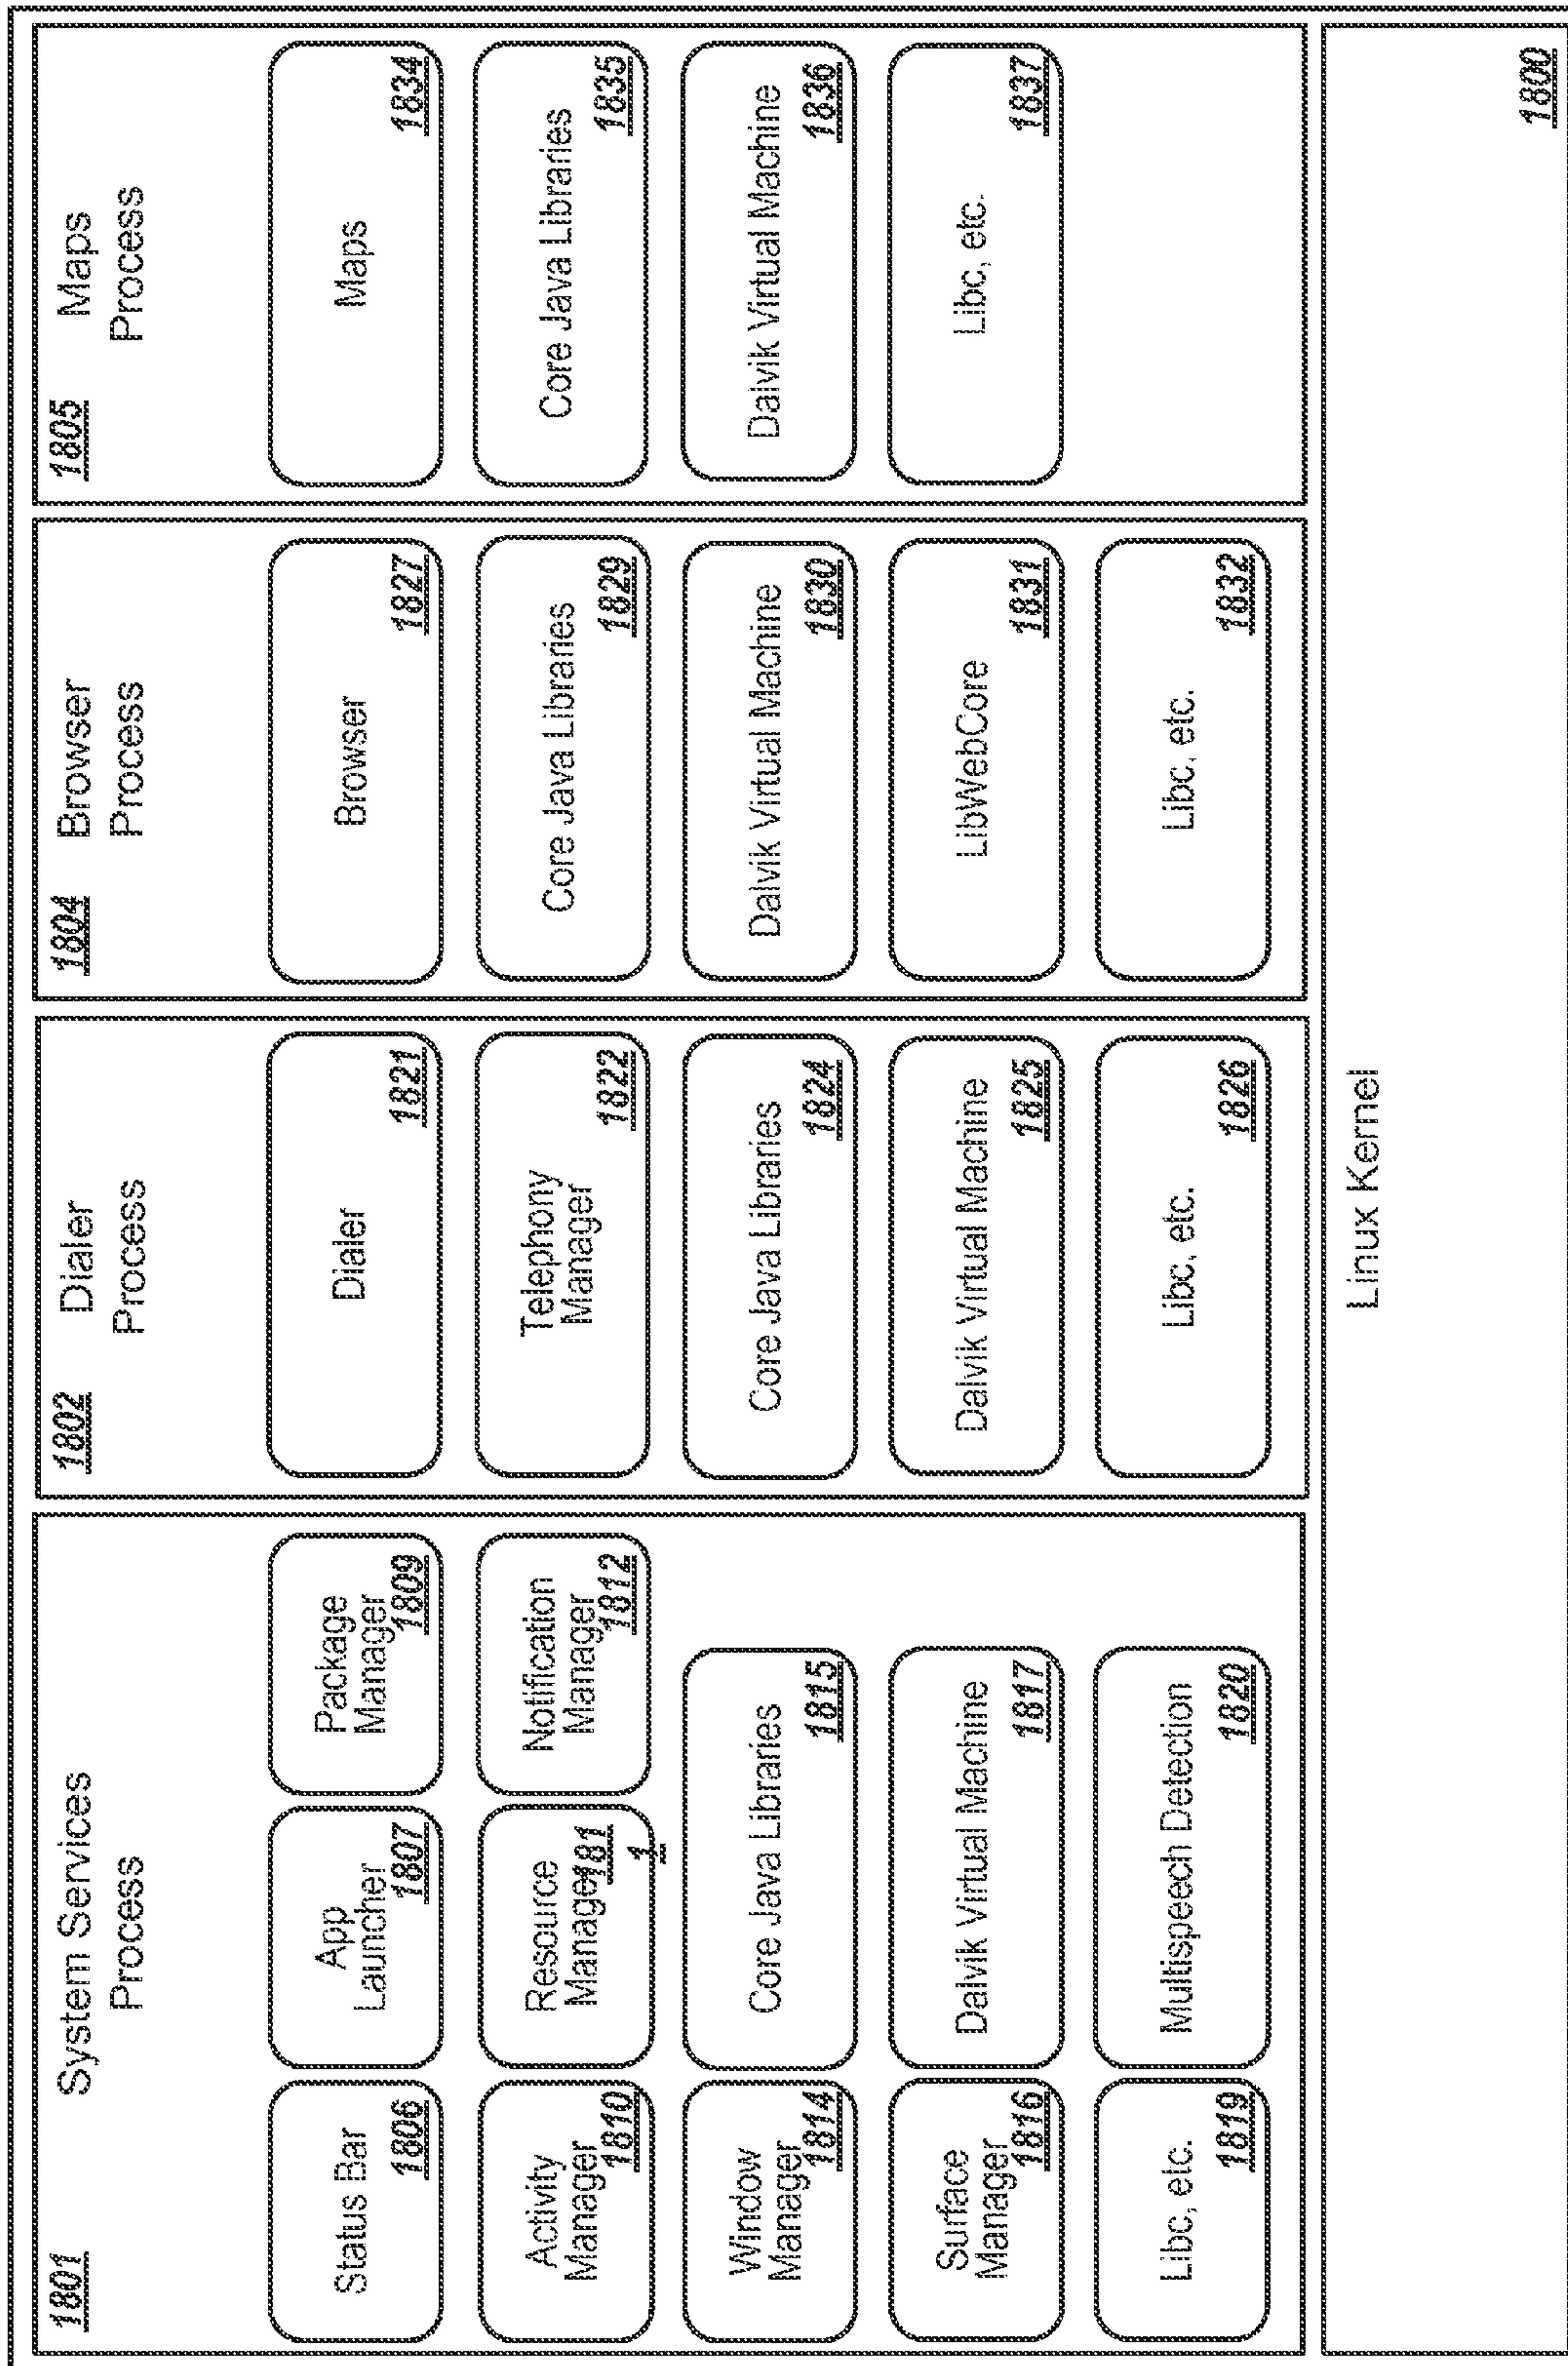 1801
System Services
Process
Status Bar
1806
App
Launcher
1807
Package
Manager
1809
Activity
Manager
1810
Resource
Manager
181
1
Notification
Manager
1812
Window
Manager
1814
Core Java Libraries
1815
Surface
Manager
1816
Dalvik Virtual Machine
1817
Libc, etc.
1819
Multispeech Detection
1820
1802
Dialer
Process
Dialer
1821
Telephony
Manager
1822
Core Java Libraries
1824
Dalvik Virtual Machine
1825
Libc, etc.
1826
1804
Browser
Process
Browser
1827
Core Java Libraries
1829
Dalvik Virtual Machine
1830
LibWebCore
1831
Libc, etc.
1832
1805
Maps
Process
Maps
1834
Core Java Libraries
1835
Dalvik Virtual Machine
1836
Libc, etc.
1837
Linux Kernel
1800